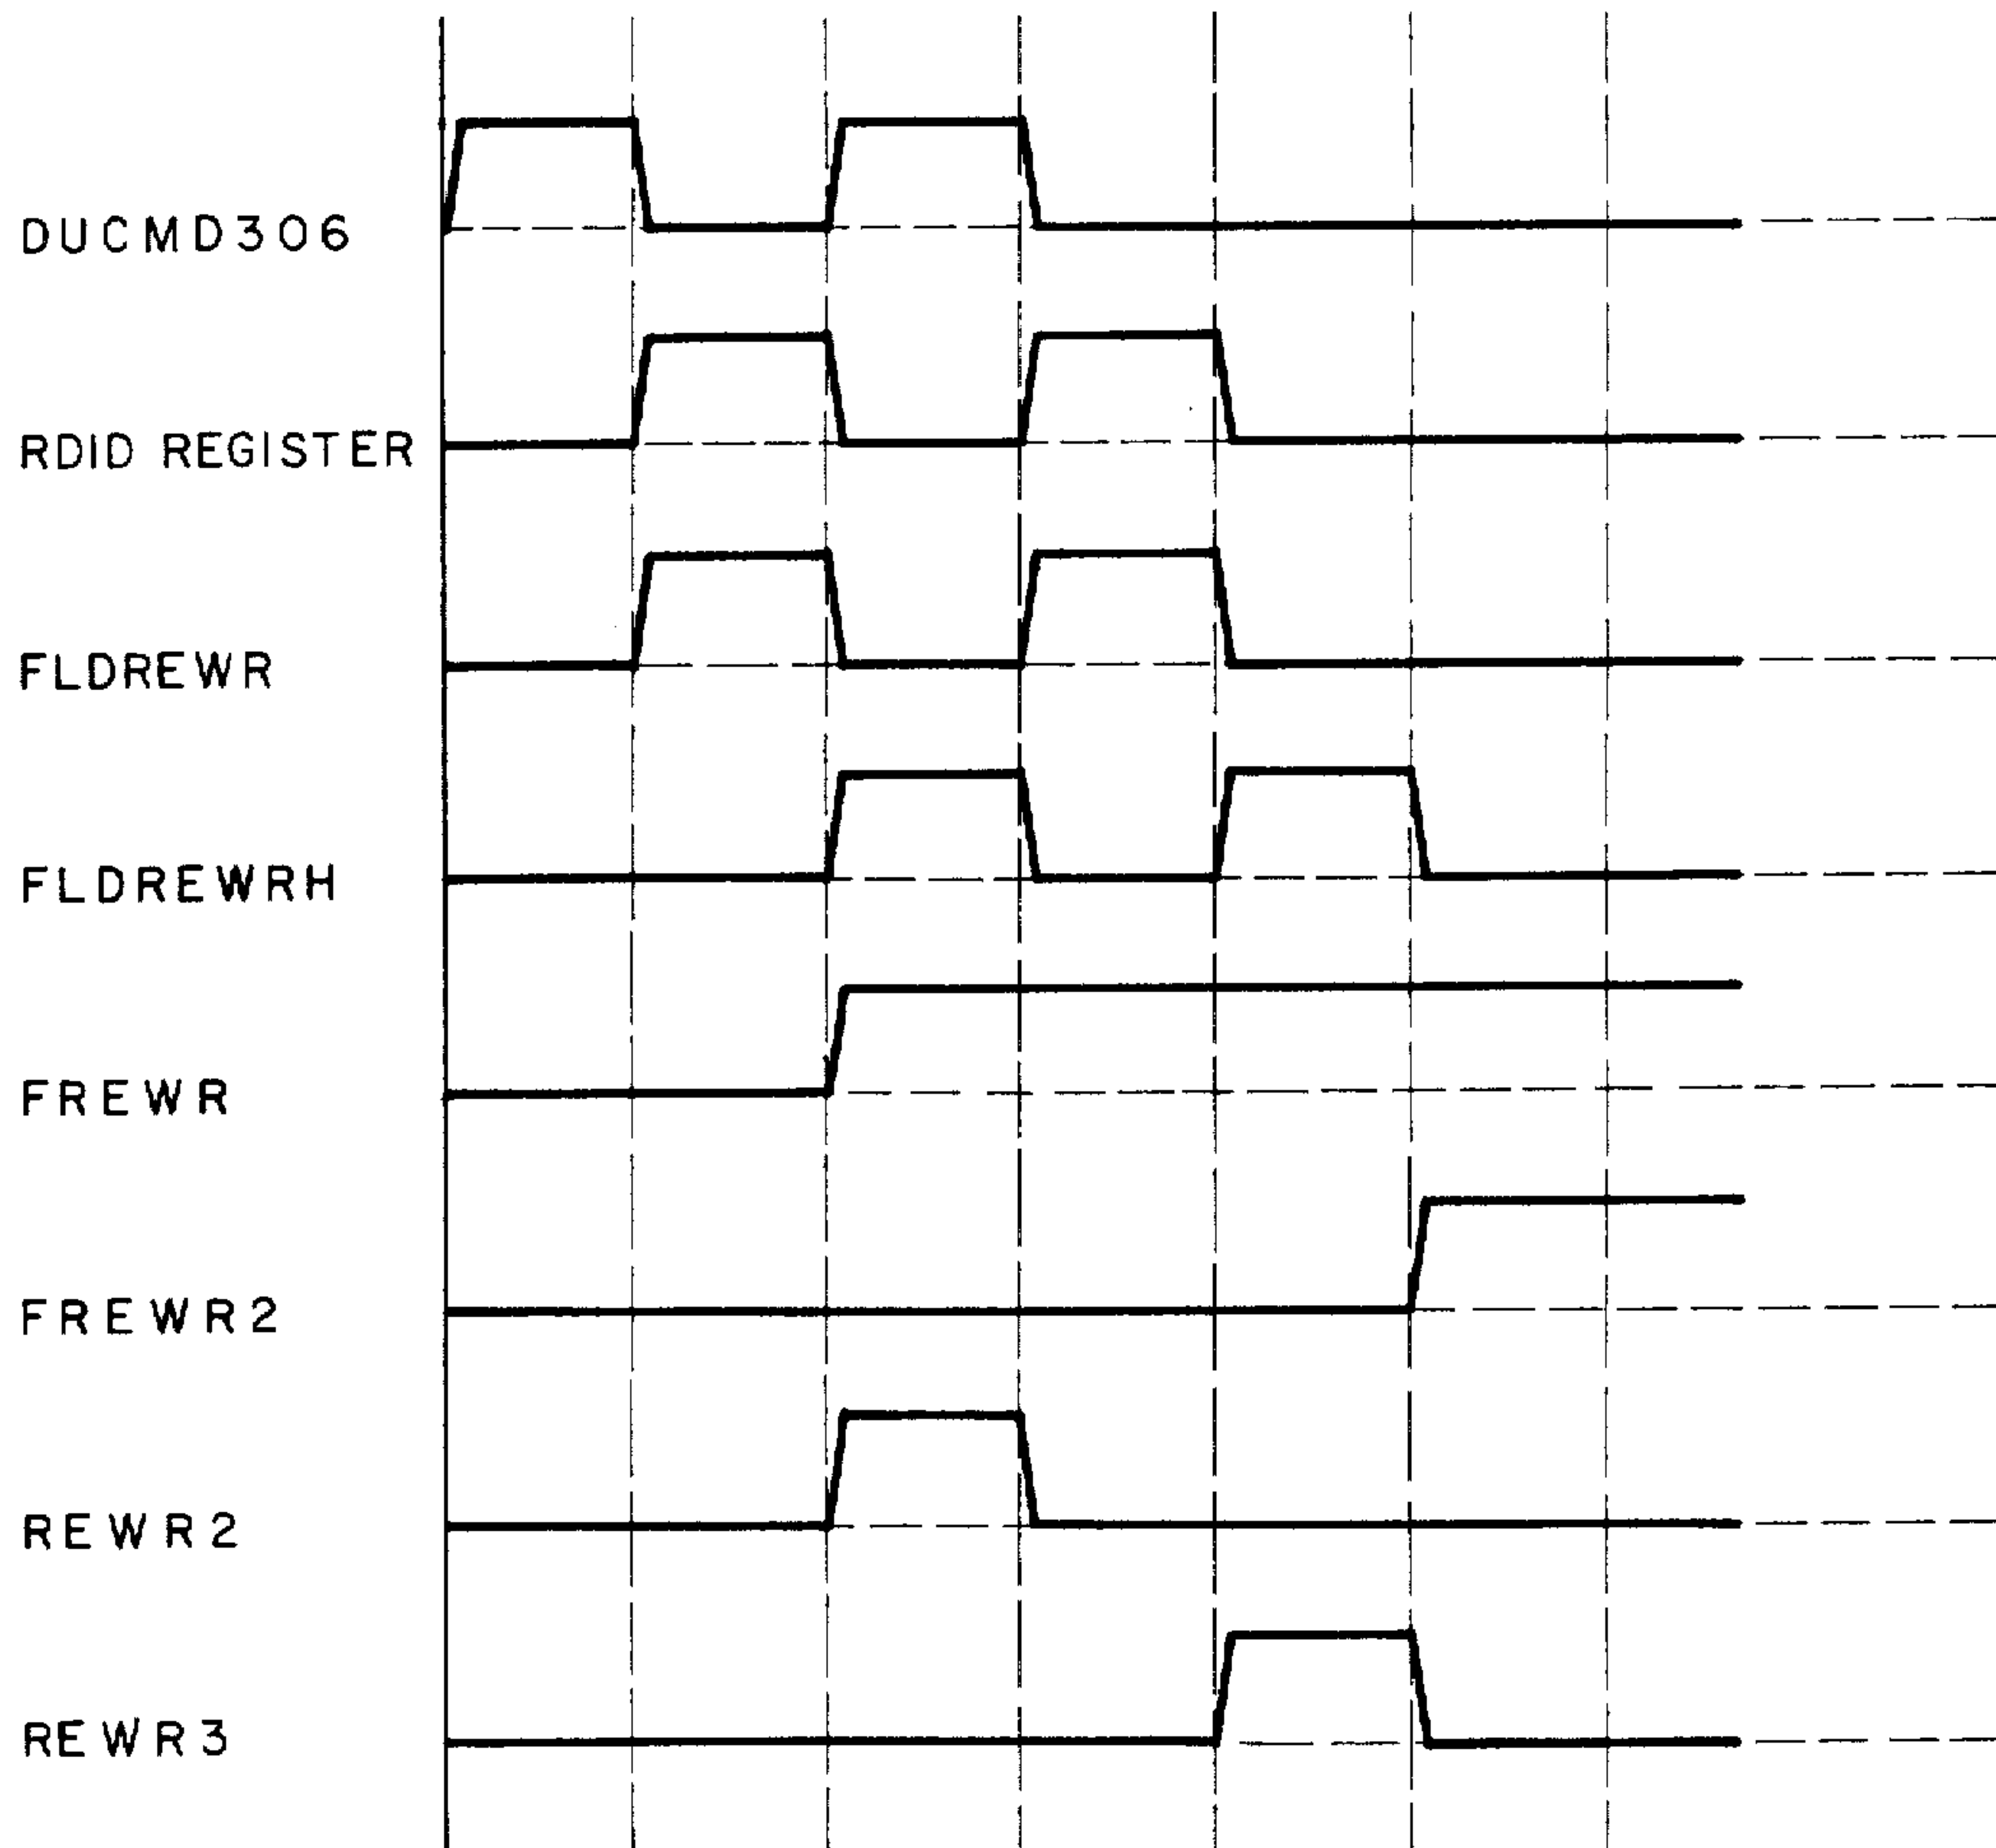 DUCMD306
RDID REGISTER
FLDREWR
FLDREWRH
FREWR
FREWR2
REWR2
REWR3